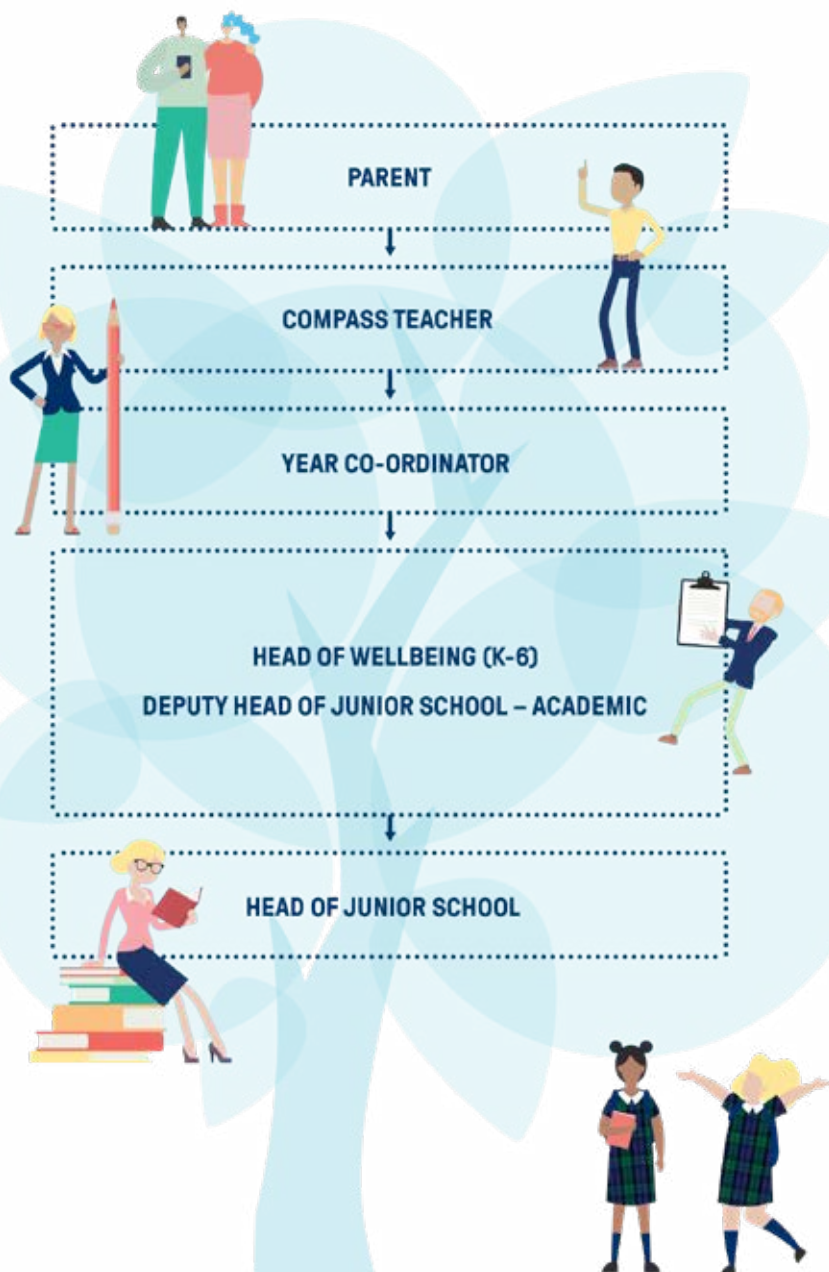 PARENT
COMPASS TEACHER
YEAR CO-ORDINATOR
HEAD OF WELLBEING (K-6)
DEPUTY HEAD OF JUNIOR SCHOOL – ACADEMIC
HEAD OF JUNIOR SCHOOL